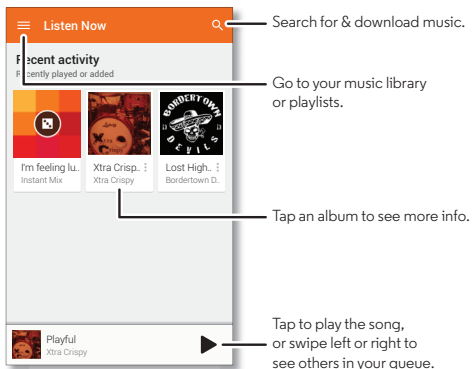 Listen Now
Search for & download music.
Recent activity
Recently played or added
Go to your music library
or playlists.
BORDERTOWN
DEVILS
Xtra
Crispy
I'm feeling lu..
Instant Mix
Xtra Crisp..
Xtra Crispy
Lost High..
Bordertown D..
Tap an album to see more info.
Playful
Xtra Crispy
Tap to play the song,
or swipe left or right to
see others in your queue.